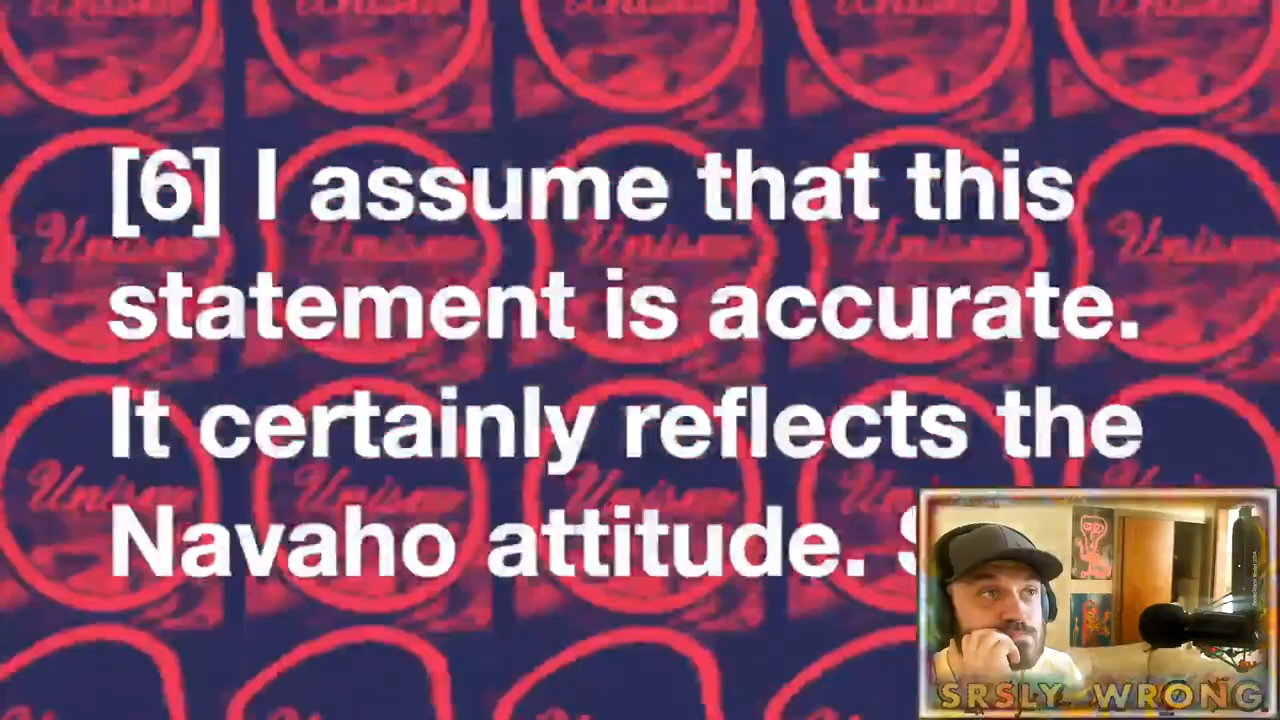 [6] I assume that this
statement is accurate.
It certainly reflects the
Navaho attitude.
SRSLY WRONG